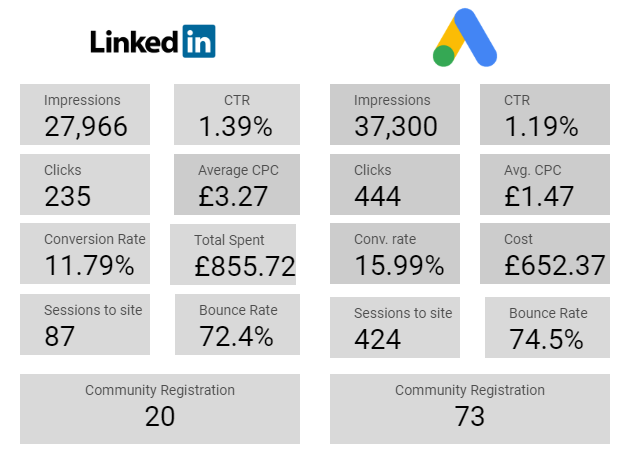 Linked in
Impressions
27,966
CTR
1.39%
Clicks
235
Average CPC
£3.27
Conversion Rate
11.79%
Total Spent
£855.72
Sessions to site
87
Bounce Rate
72.4%
Community Registration
20
Impressions
37,300
CTR
1.19%
Clicks
444
Avg. CPC
£1.47
Conv. rate
15.99%
Cost
£652.37
Sessions to site
424
Bounce Rate
74.5%
Community Registration
73